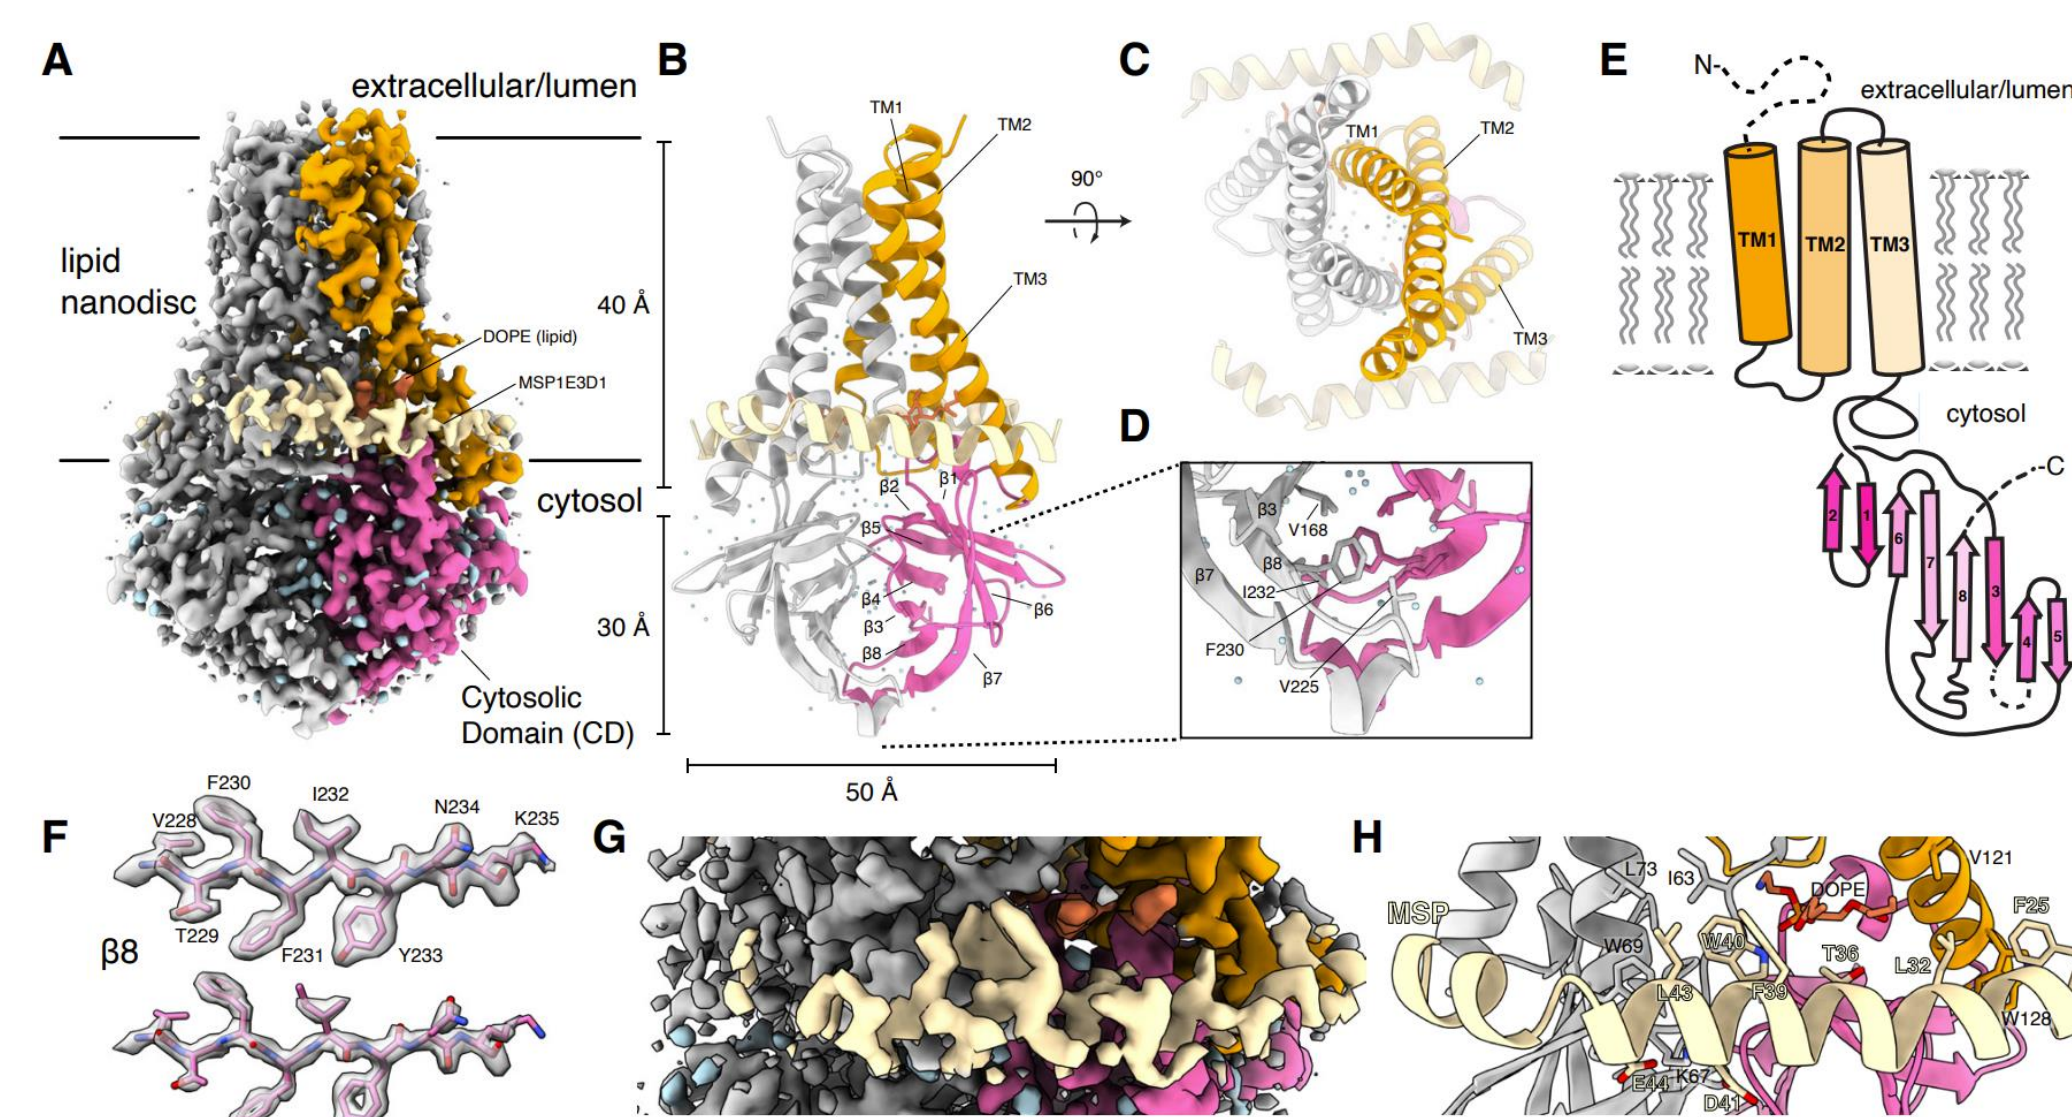 A
extracellular/lumen
lipid
nanodisc
DOPE (lipid)
MSP1E3D1
cytosol
Cytosolic
Domain (CD)
40 Å
30 Å
B
TM1
TM2
TM3
β2
β1
β5
β4
β3
β8
β6
β7
50 Å
90°
C
TM1
TM2
TM3
D
β3
V168
β7
β8
I232
F230
V225
E
N-
extracellular/lumen
TM1
TM2
TM3
cytosol
-C
2
1
6
7
8
3
4
5
F
F230
I232
V228
N234
K235
T229
F231
Y233
β8
G
H
MSP
L73
I63
DOPE
V121
F25
W69
W40
T36
L32
L43
F39
W128
E44
K67
D41